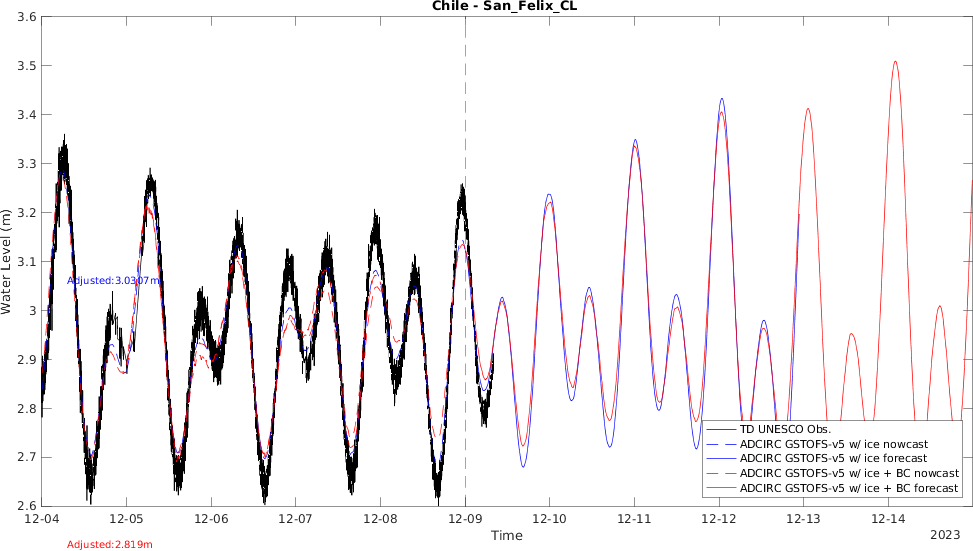 Chile - San_Felix_CL
3.6
3.5
3.4
3.3
3.2
3.1
3
2.9
2.8
2.7
2.6
Water Level (m)
Adjusted:3.0307m
TD UNESCO Obs.
ADCIRC GSTOFS-v5 w/ ice nowcast
ADCIRC GSTOFS-v5 w/ ice forecast
ADCIRC GSTOFS-v5 w/ ice + BC nowcast
ADCIRC GSTOFS-v5 w/ ice + BC forecast
12-04 12-05 12-06 12-07 12-08 12-09 12-10 12-11 12-12 12-13 12-14
Time
2023
Adjusted:2.819m